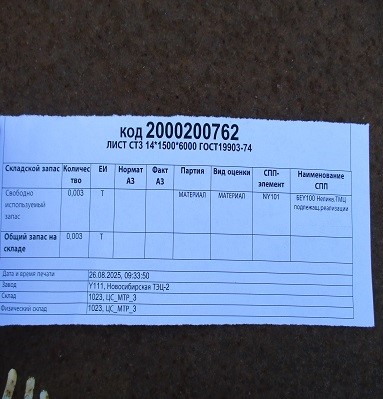 код 2000200762
ЛИСТ СТ3 14*1500*6000 ГОСТ19903-74
Складской запас Количество ЕИ Нормат АЗ Факт АЗ Партия Вид оценки СПП-элемент Наименование СПП
Свободно используемый запас 0,003 Т МАТЕРИАЛ МАТЕРИАЛ NY101 БЕУ100 Неликв.ТМЦ подлежащ.реализации
Общий запас на складе 0,003 Т
Дата и время печати 26.08.2025, 09:33:50
Завод Y111, Новосибирская ТЭЦ-2
Склад 1023, ЦС_МТР_3
Физический склад 1023, ЦС_МТР_3